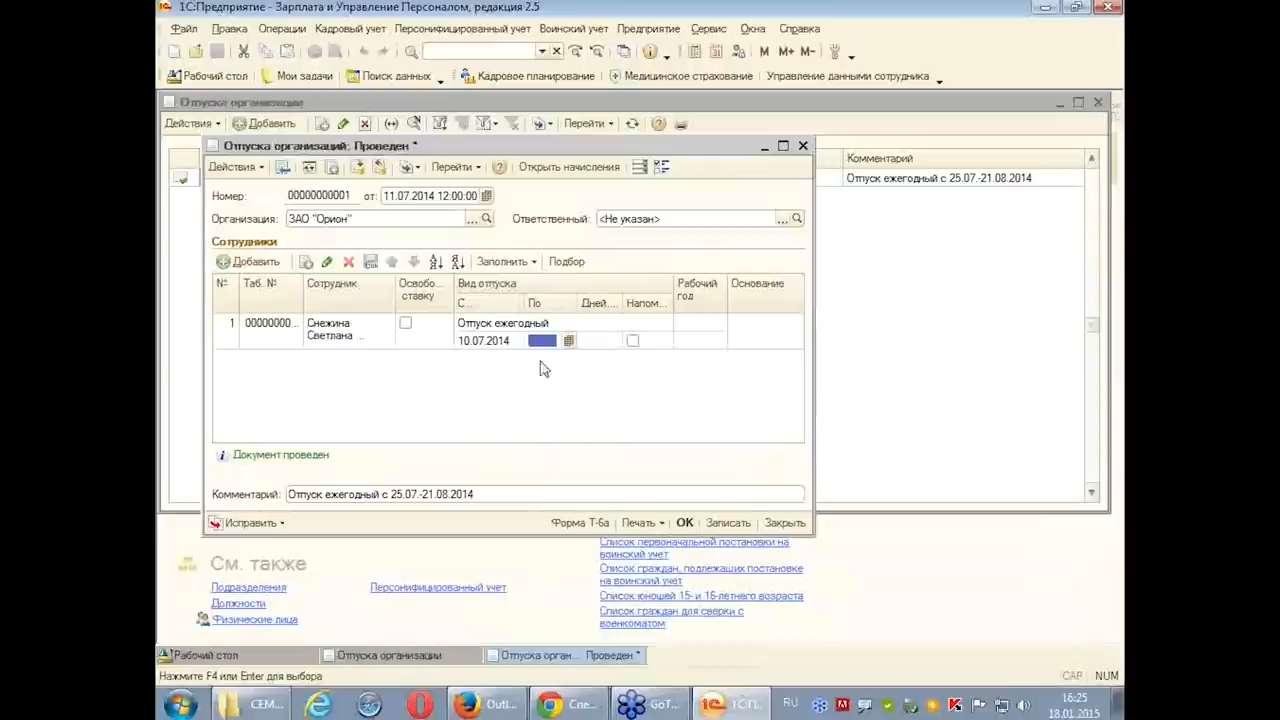 1С:Предприятие - Зарплата и Управление Персоналом, редакция 2.5
Файл Правка Операции Кадровый учет Персонифицированный учет Воинский учет Предприятие Сервис Окна Справка
M M+ M-
Рабочий стол Мои задачи Поиск данных Кадровое планирование Медицинское страхование Управление данными сотрудника
Отпуска организации
Действия Добавить Перейти
Комментарий
Отпуск ежегодный с 25.07.-21.08.2014
Отпуска организаций: Проведен *
Действия Перейти Открыть начисления
Номер: 00000000001 от: 11.07.2014 12:00:00
Организация: ЗАО "Орион" ... Ответственный: <Не указан> ...
Сотрудники
Добавить Заполнить Подбор
№ Таб. № Сотрудник Освобо... ставку Вид отпуска Рабочий год Основание
С... По Дней... Напом...
1 00000000... Снежина Светлана ... Отпуск ежегодный
10.07.2014
Документ проведен
Комментарий: Отпуск ежегодный с 25.07.-21.08.2014
Исправить Форма Т-6а Печать OK Записать Закрыть
См. также
Подразделения
Должности
Физические лица
Персонифицированный учет
Список первоначальной постановки на
воинский учет
Список граждан, подлежащих постановке
на воинский учет
Список юношей 15- и 16-летнего возраста
Список граждан для сверки с
военкоматом
Рабочий стол Отпуска организации Отпуска орган... Проведен *
Нажмите F4 или Enter для выбора CAP NUM
СЕМ... Outl... Спе... GoT... RU 16:25
18.01.2015